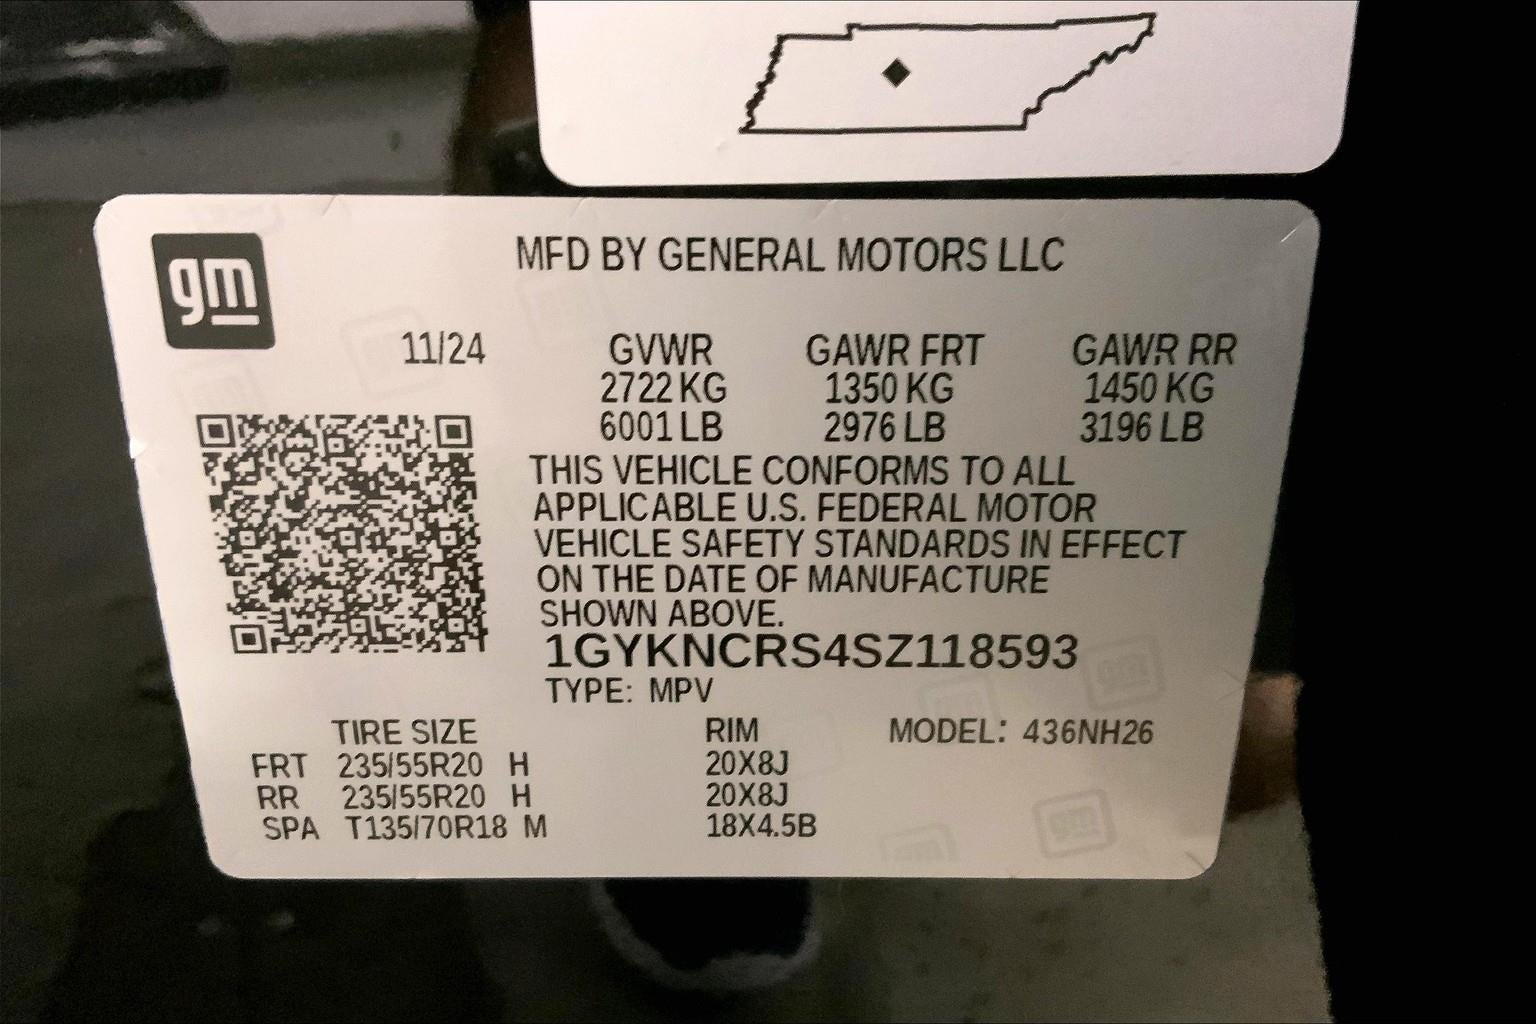 gm
MFD BY GENERAL MOTORS LLC
11/24 GVWR GAWR FRT GAWR RR
2722 KG 1350 KG 1450 KG
6001 LB 2976 LB 3196 LB
THIS VEHICLE CONFORMS TO ALL
APPLICABLE U.S. FEDERAL MOTOR
VEHICLE SAFETY STANDARDS IN EFFECT
ON THE DATE OF MANUFACTURE
SHOWN ABOVE.
1GYKNCRS4SZ118593
TYPE: MPV
TIRE SIZE RIM MODEL: 436NH26
FRT 235/55R20 H 20X8J
RR 235/55R20 H 20X8J
SPA T135/70R18 M 18X4.5B